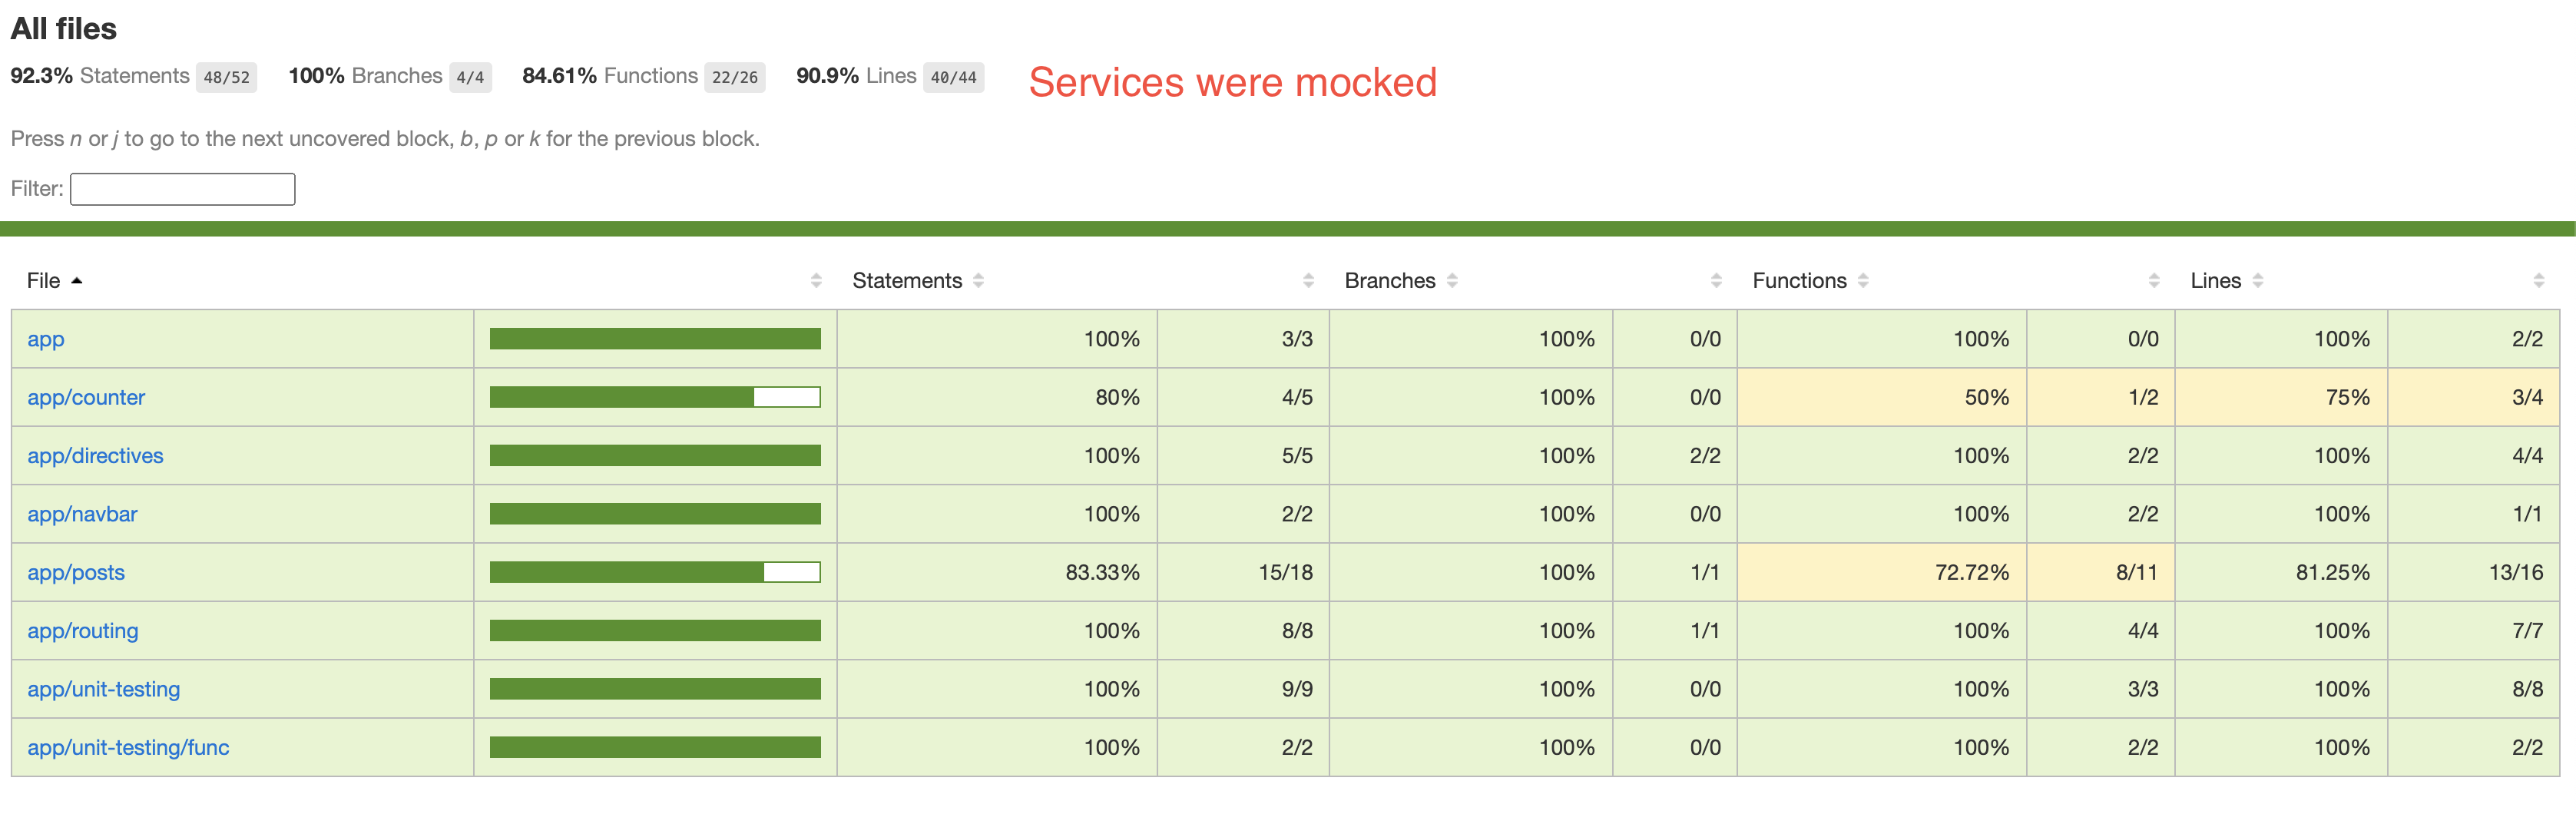 All files
92.3% Statements 48/52 100% Branches 4/4 84.61% Functions 22/26 90.9% Lines 40/44 Services were mocked
Press n or j to go to the next uncovered block, b, p or k for the previous block.
Filter:
File Statements Branches Functions Lines
app 100% 3/3 100% 0/0 100% 0/0 100% 2/2
app/counter 80% 4/5 100% 0/0 50% 1/2 75% 3/4
app/directives 100% 5/5 100% 2/2 100% 2/2 100% 4/4
app/navbar 100% 2/2 100% 0/0 100% 2/2 100% 1/1
app/posts 83.33% 15/18 100% 1/1 72.72% 8/11 81.25% 13/16
app/routing 100% 8/8 100% 1/1 100% 4/4 100% 7/7
app/unit-testing 100% 9/9 100% 0/0 100% 3/3 100% 8/8
app/unit-testing/func 100% 2/2 100% 0/0 100% 2/2 100% 2/2